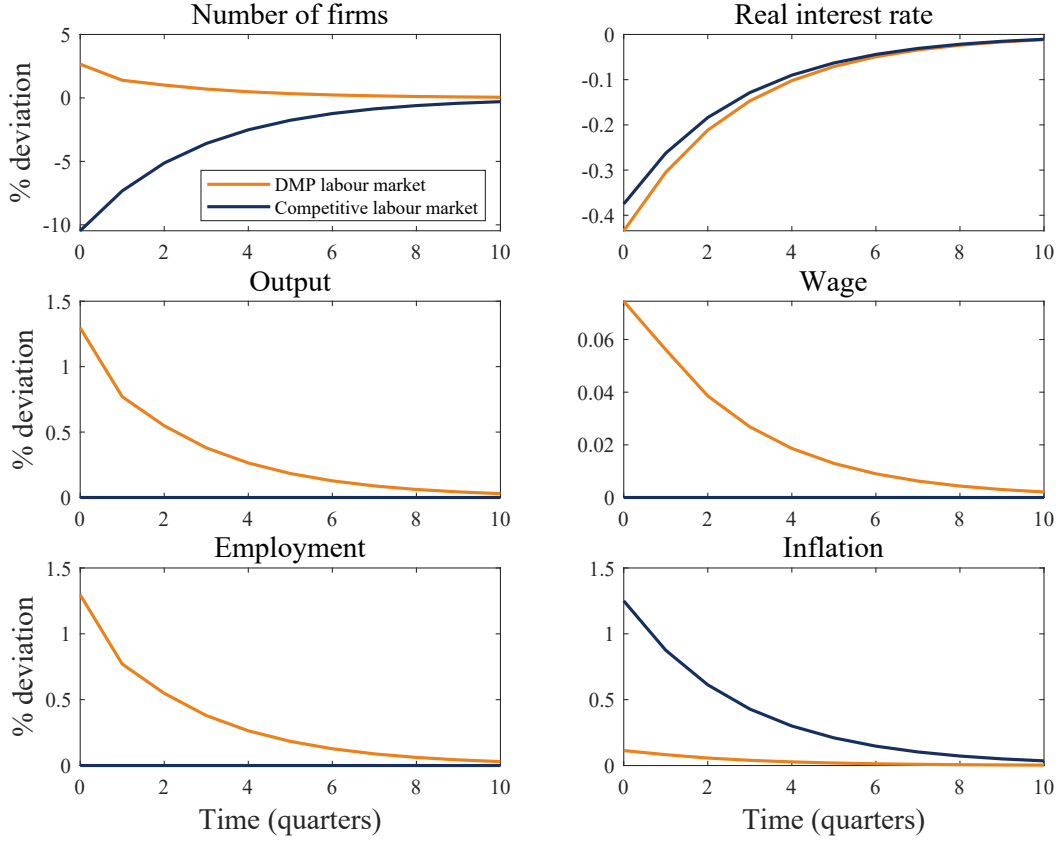 Number of firms
5
0
-5
-10
% deviation
DMP labour market
Competitive labour market
0 2 4 6 8 10
Real interest rate
0
-0.1
-0.2
-0.3
-0.4
0 2 4 6 8 10
Output
1.5
1
0.5
0
% deviation
0 2 4 6 8 10
Wage
0.06
0.04
0.02
0
0 2 4 6 8 10
Employment
1.5
1
0.5
0
% deviation
0 2 4 6 8 10
Time (quarters)
Inflation
1.5
1
0.5
0
0 2 4 6 8 10
Time (quarters)